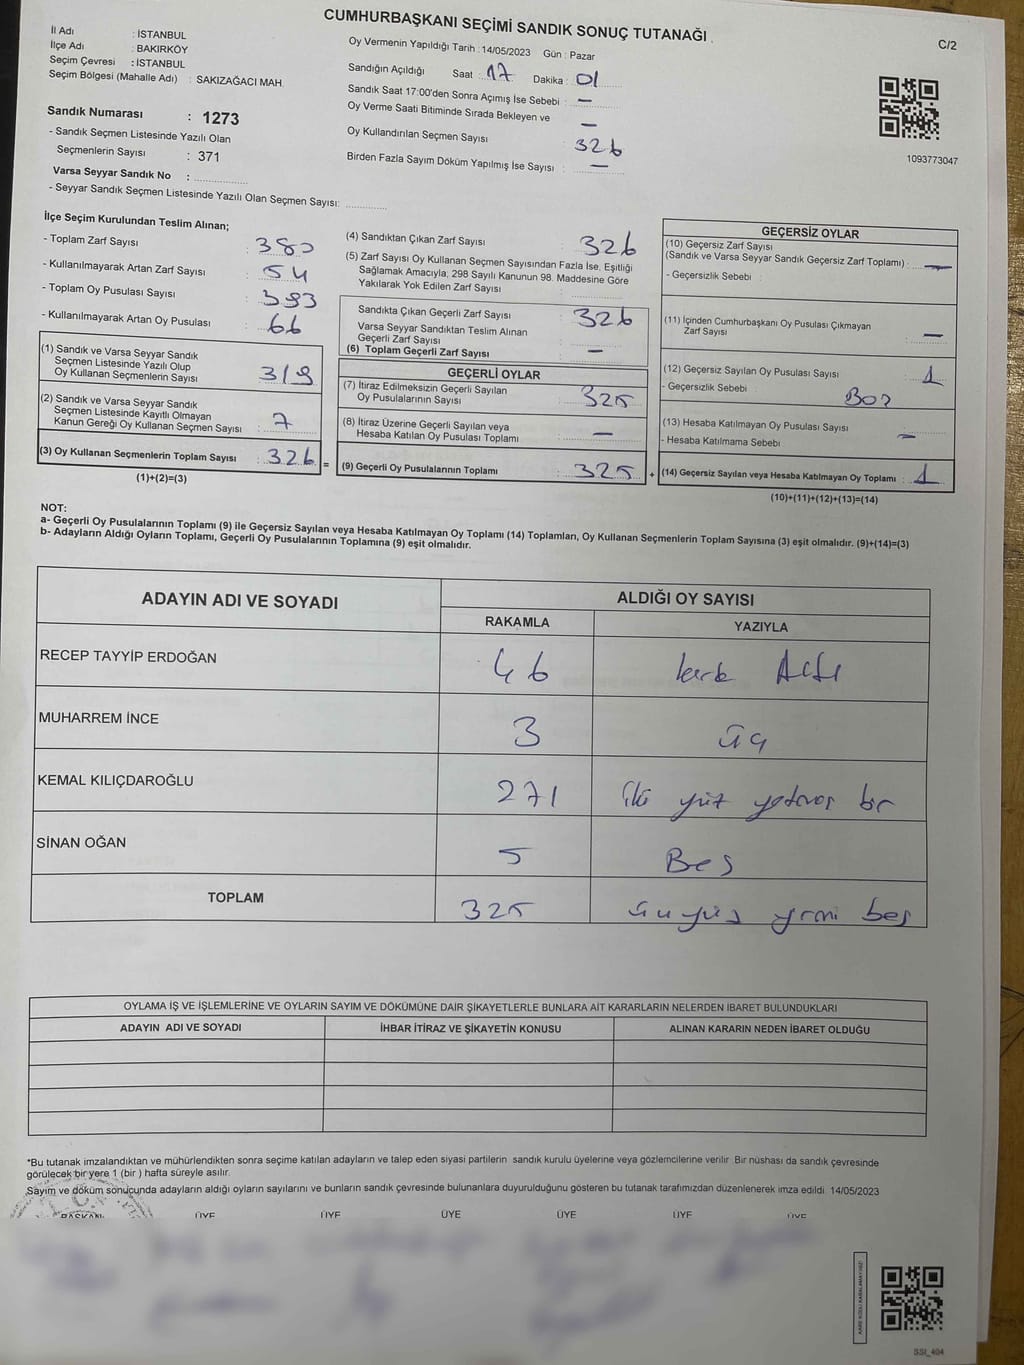 CUMHURBAŞKANI SEÇİMİ SANDIK SONUÇ TUTANAĞI
C/2
İl Adı : İSTANBUL
İlçe Adı : BAKIRKÖY
Seçim Çevresi : İSTANBUL
Seçim Bölgesi (Mahalle Adı) : SAKIZAĞACI MAH.
Sandık Numarası : 1273
- Sandık Seçmen Listesinde Yazılı Olan
Seçmenlerin Sayısı : 371
Varsa Seyyar Sandık No :
- Seyyar Sandık Seçmen Listesinde Yazılı Olan Seçmen Sayısı:
Oy Vermenin Yapıldığı Tarih : 14/05/2023 Gün : Pazar
Sandığın Açıldığı Saat : 17 Dakika : 01
Sandık Saat 17:00'den Sonra Açımış İse Sebebi : —
Oy Verme Saati Bitiminde Sırada Bekleyen ve —
Oy Kullandırılan Seçmen Sayısı 326
Birden Fazla Sayım Döküm Yapılmış İse Sayısı : —
1093773047
İlçe Seçim Kurulundan Teslim Alınan;
- Toplam Zarf Sayısı : 380
- Kullanılmayarak Artan Zarf Sayısı : 54
- Toplam Oy Pusulası Sayısı : 393
- Kullanılmayarak Artan Oy Pusulası : 66
(1) Sandık ve Varsa Seyyar Sandık
Seçmen Listesinde Yazılı Olup
Oy Kullanan Seçmenlerin Sayısı : 319
(2) Sandık ve Varsa Seyyar Sandık
Seçmen Listesinde Kayıtlı Olmayan
Kanun Gereği Oy Kullanan Seçmen Sayısı : 7
(3) Oy Kullanan Seçmenlerin Toplam Sayısı : 326 =
(1)+(2)=(3)
(4) Sandıktan Çıkan Zarf Sayısı : 326
(5) Zarf Sayısı Oy Kullanan Seçmen Sayısından Fazla İse, Eşitliği
Sağlamak Amacıyla, 298 Sayılı Kanunun 98. Maddesine Göre
Yakılarak Yok Edilen Zarf Sayısı :
Sandıkta Çıkan Geçerli Zarf Sayısı : 326
Varsa Seyyar Sandıktan Teslim Alınan
Geçerli Zarf Sayısı :
(6) Toplam Geçerli Zarf Sayısı : —
GEÇERLİ OYLAR
(7) İtiraz Edilmeksizin Geçerli Sayılan
Oy Pusulalarının Sayısı : 325
(8) İtiraz Üzerine Geçerli Sayılan veya
Hesaba Katılan Oy Pusulası Toplamı : —
(9) Geçerli Oy Pusulalarının Toplamı : 325 +
GEÇERSİZ OYLAR
(10) Geçersiz Zarf Sayısı
(Sandık ve Varsa Seyyar Sandık Geçersiz Zarf Toplamı) : —
- Geçersizlik Sebebi :
(11) İçinden Cumhurbaşkanı Oy Pusulası Çıkmayan
Zarf Sayısı : —
(12) Geçersiz Sayılan Oy Pusulası Sayısı : 1
- Geçersizlik Sebebi :
(13) Hesaba Katılmayan Oy Pusulası Sayısı : —
- Hesaba Katılmama Sebebi :
(14) Geçersiz Sayılan veya Hesaba Katılmayan Oy Toplamı : 1
(10)+(11)+(12)+(13)=(14)
NOT:
a- Geçerli Oy Pusulalarının Toplamı (9) ile Geçersiz Sayılan veya Hesaba Katılmayan Oy Toplamı (14) Toplamları, Oy Kullanan Seçmenlerin Toplam Sayısına (3) eşit olmalıdır. (9)+(14)=(3)
b- Adayların Aldığı Oyların Toplamı, Geçerli Oy Pusulalarının Toplamına (9) eşit olmalıdır.
ADAYIN ADI VE SOYADI
ALDIĞI OY SAYISI
RAKAMLA YAZIYLA
RECEP TAYYİP ERDOĞAN 46 kırk Altı
MUHARREM İNCE 3 üç
KEMAL KILIÇDAROĞLU 271 iki yüz yetmiş bir
SİNAN OĞAN 5 Beş
TOPLAM 325 üç yüz yirmi beş
OYLAMA İŞ VE İŞLEMLERİNE VE OYLARIN SAYIM VE DÖKÜMÜNE DAİR ŞİKAYETLERLE BUNLARA AİT KARARLARIN NELERDEN İBARET BULUNDUKLARI
ADAYIN ADI VE SOYADI İHBAR İTİRAZ VE ŞİKAYETİN KONUSU ALINAN KARARIN NEDEN İBARET OLDUĞU
*Bu tutanak imzalandıktan ve mühürlendikten sonra seçime katılan adayların ve talep eden siyasi partilerin sandık kurulu üyelerine veya gözlemcilerine verilir. Bir nüshası da sandık çevresinde
görülecek bir yere 1 (bir ) hafta süreyle asılır.
Sayım ve döküm sonucunda adayların aldığı oyların sayılarını ve bunların sandık çevresinde bulunanlara duyurulduğunu gösteren bu tutanak tarafımızdan düzenlenerek imza edildi. 14/05/2023
BAŞKAN ÜYE ÜYE ÜYE ÜYE ÜYE ÜYE
SSI_404